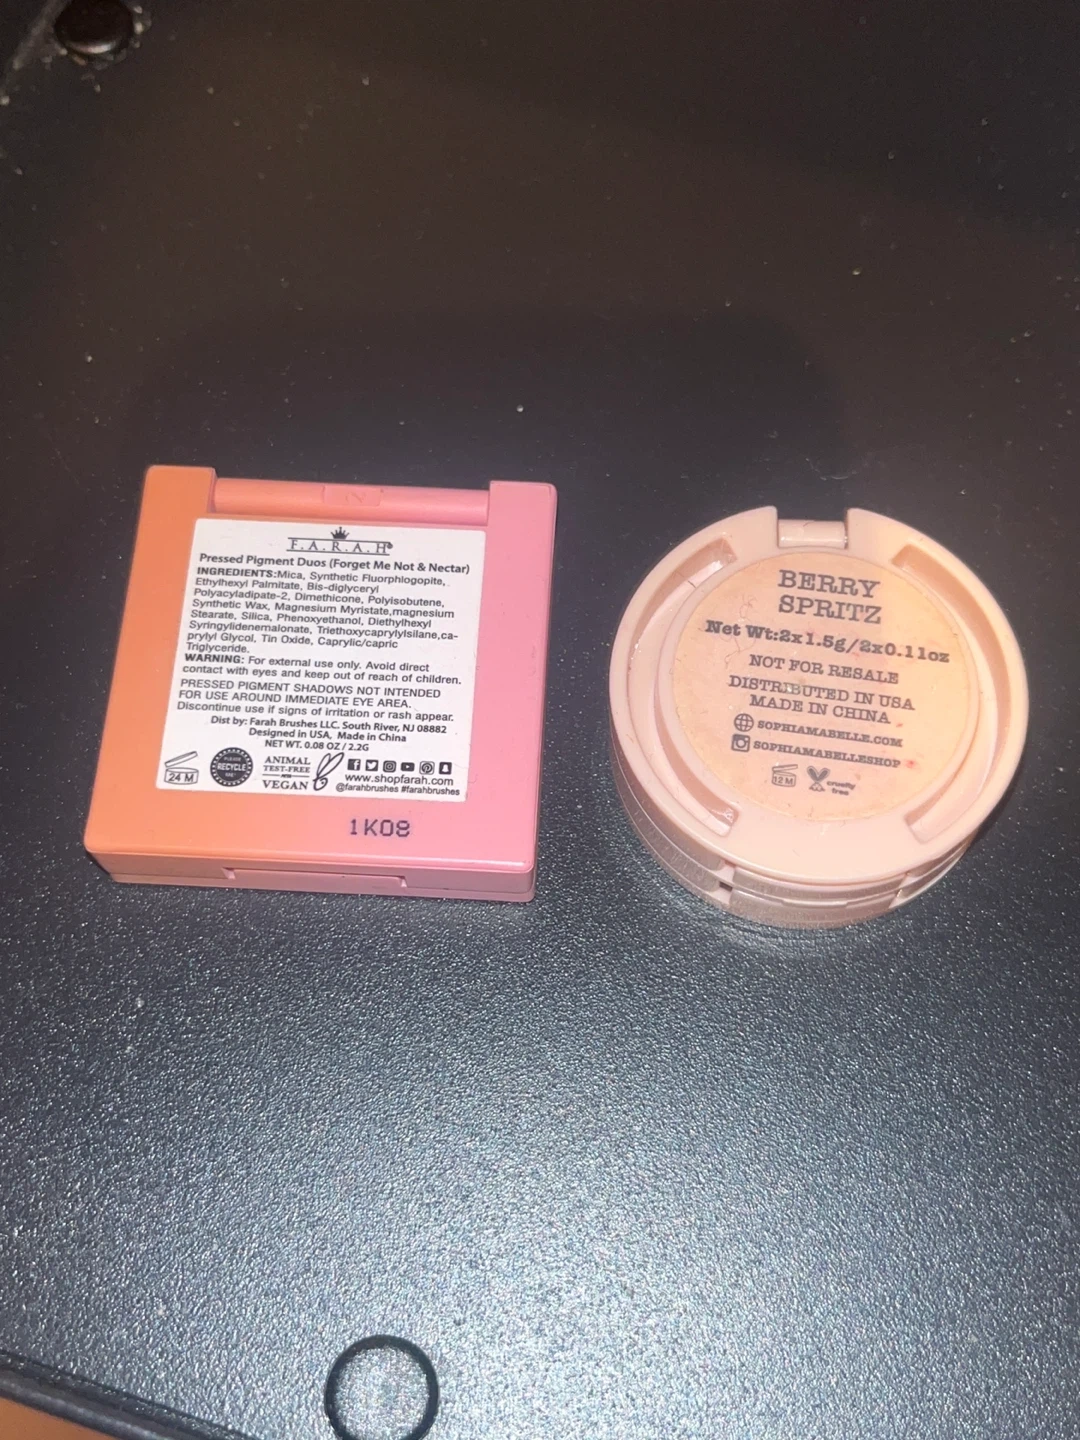 F.A.R.A.H®
Pressed Pigment Duos (Forget Me Not & Nectar)
INGREDIENTS:Mica, Synthetic Fluorphlogopite,
Ethylhexyl Palmitate, Bis-diglyceryl
Polyacyladipate-2, Dimethicone, Polyisobutene,
Synthetic Wax, Magnesium Myristate,magnesium
Stearate, Silica, Phenoxyethanol, Diethylhexyl
Syringylidenemalonate, Triethoxycaprylylsilane,ca-
prylyl Glycol, Tin Oxide, Caprylic/capric
Triglyceride.
WARNING: For external use only. Avoid direct
contact with eyes and keep out of reach of children.
PRESSED PIGMENT SHADOWS NOT INTENDED
FOR USE AROUND IMMEDIATE EYE AREA.
Discontinue use if signs of irritation or rash appear.
Dist by: Farah Brushes LLC. South River, NJ 08882
Designed in USA, Made in China
NET WT. 0.08 OZ / 2.2G
24 M
PLEASE
RECYCLE
ANIMAL
TEST-FREE
VEGAN
www.shopfarah.com
@farahbrushes #farahbrushes
1K08
BERRY
SPRITZ
Net Wt:2x1.5g/2x0.11oz
NOT FOR RESALE
DISTRIBUTED IN USA
MADE IN CHINA
SOPHIAMABELLE.COM
SOPHIAMABELLESHOP
12 M
cruelty
free